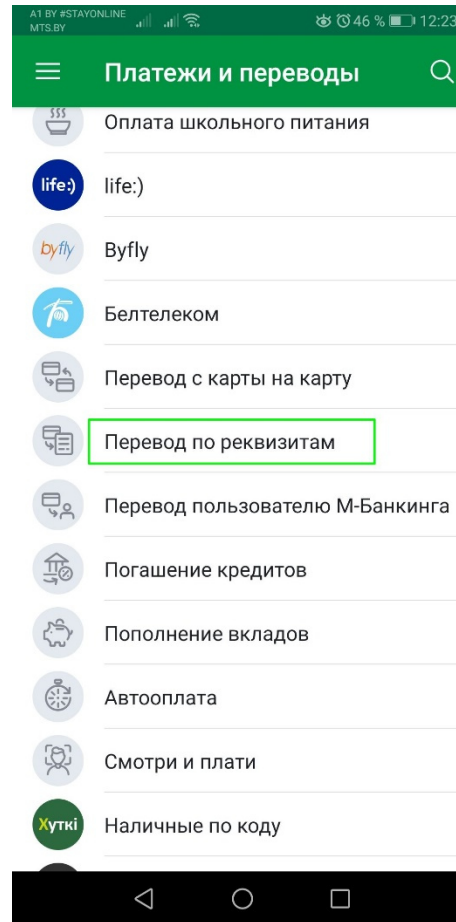 A1 BY #STAYONLINE
MTS.BY
46 % 12:23
Платежи и переводы
Оплата школьного питания
life:) life:)
byfly Byfly
Белтелеком
Перевод с карты на карту
Перевод по реквизитам
Перевод пользователю М-Банкинга
Погашение кредитов
Пополнение вкладов
Автооплата
Смотри и плати
Хуткі Наличные по коду